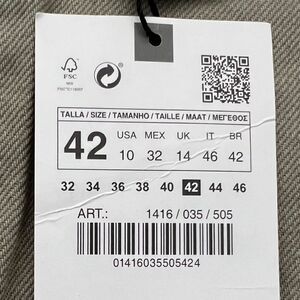 FSC
TALLA / SIZE / TAMANHO / TAILLE / MAAT / ΜΕΓΕΘΟΣ
42
USA MEX UK IT BR
10 32 14 46 42
32 34 36 38 40 42 44 46
ART.: 1416 / 035 / 505
01416035505424